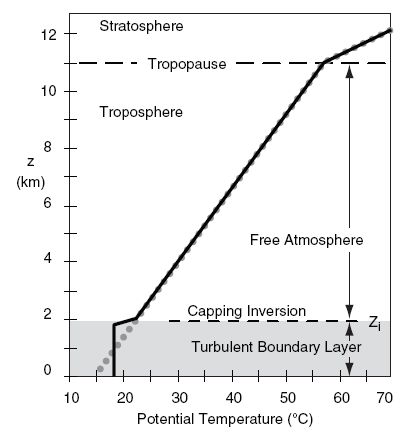 Stratosphere
12
Tropopause
10
Troposphere
8
z
(km)
6
Free Atmosphere
4
Capping Inversion
2
Zi
Turbulent Boundary Layer
0
10 20 30 40 50 60 70
Potential Temperature (°C)